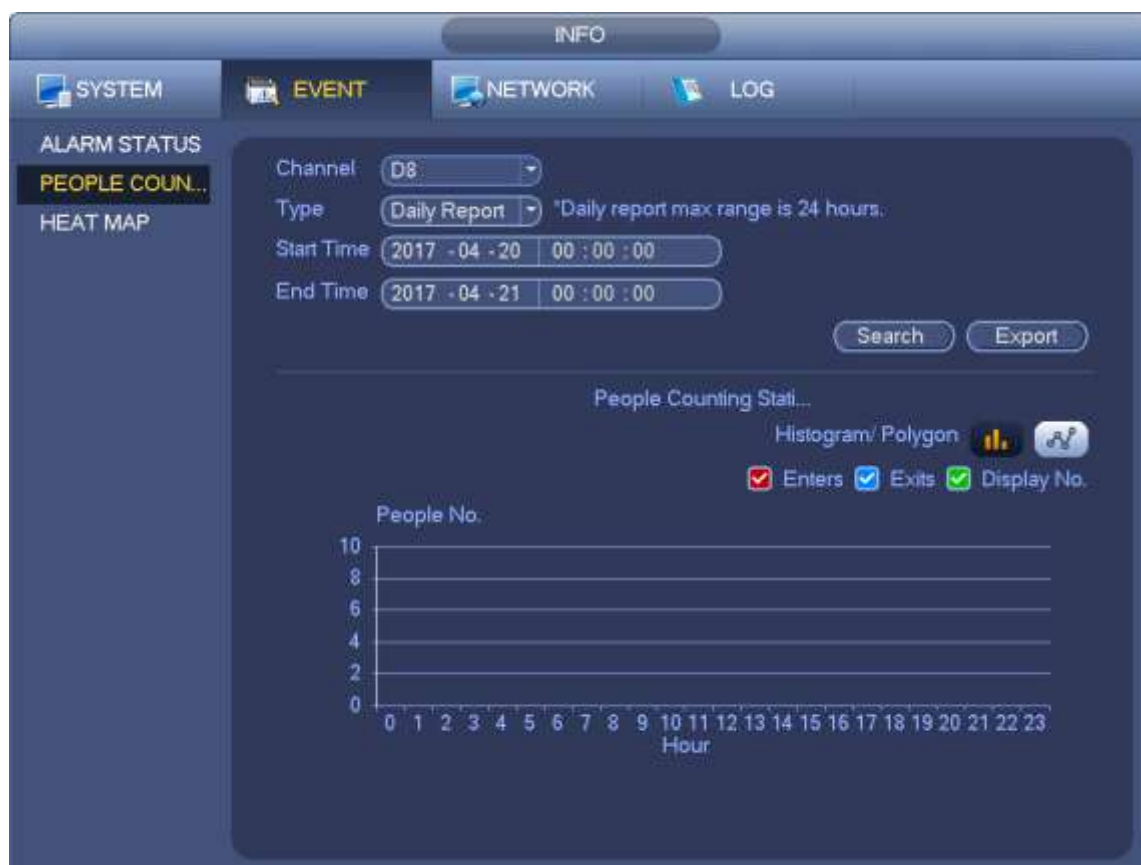 INFO
SYSTEM EVENT NETWORK LOG
ALARM STATUS
PEOPLE COUN...
HEAT MAP
Channel D8
Type Daily Report *Daily report max range is 24 hours.
Start Time 2017 - 04 - 20 00 : 00 : 00
End Time 2017 - 04 - 21 00 : 00 : 00
Search Export
People Counting Stati...
Histogram/ Polygon
Enters Exits Display No.
People No.
10
8
6
4
2
0
0 1 2 3 4 5 6 7 8 9 10 11 12 13 14 15 16 17 18 19 20 21 22 23
Hour